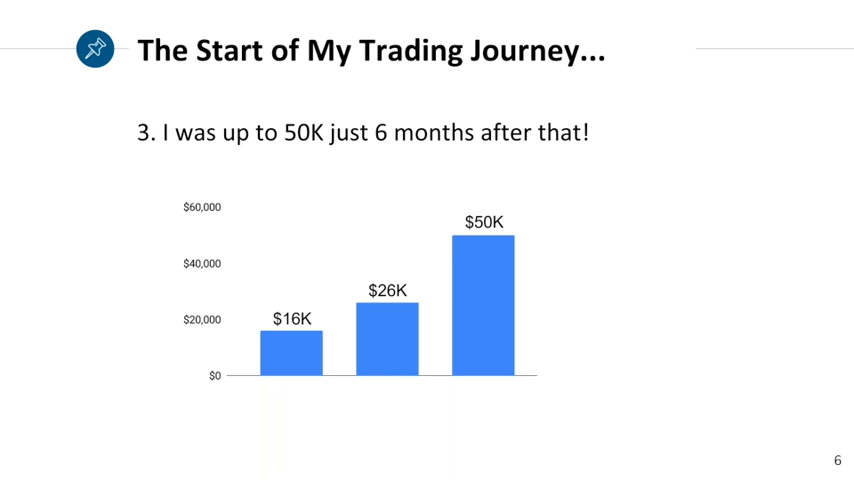 The Start of My Trading Journey...
3. I was up to 50K just 6 months after that!
$60,000
$50K
$40,000
$26K
$20,000
$16K
$0
6